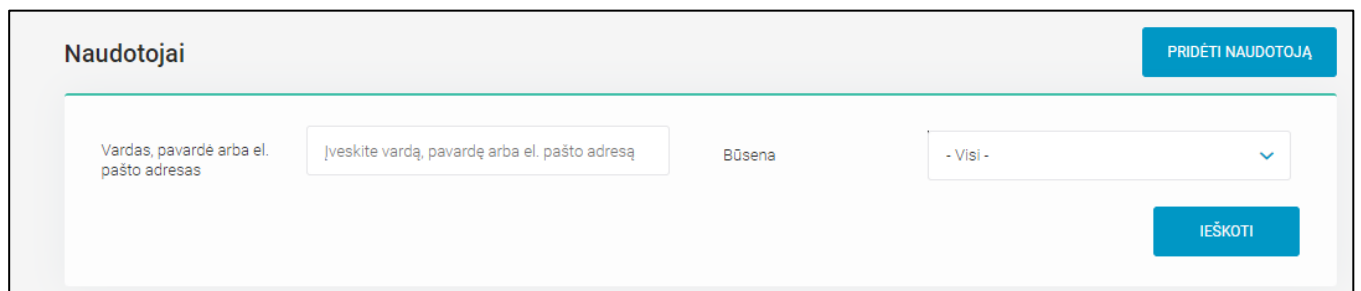 Naudotojai
PRIDĖTI NAUDOTOJĄ
Vardas, pavardė arba el.
pašto adresas
Įveskite vardą, pavardę arba el. pašto adresą
Būsena
- Visi -
IEŠKOTI